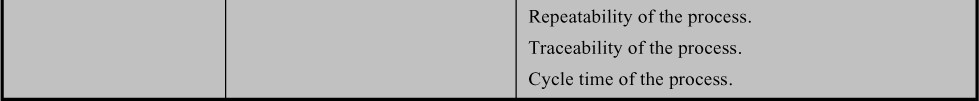 Repeatability of the process.
Traceability of the process.
Cycle time of the process.